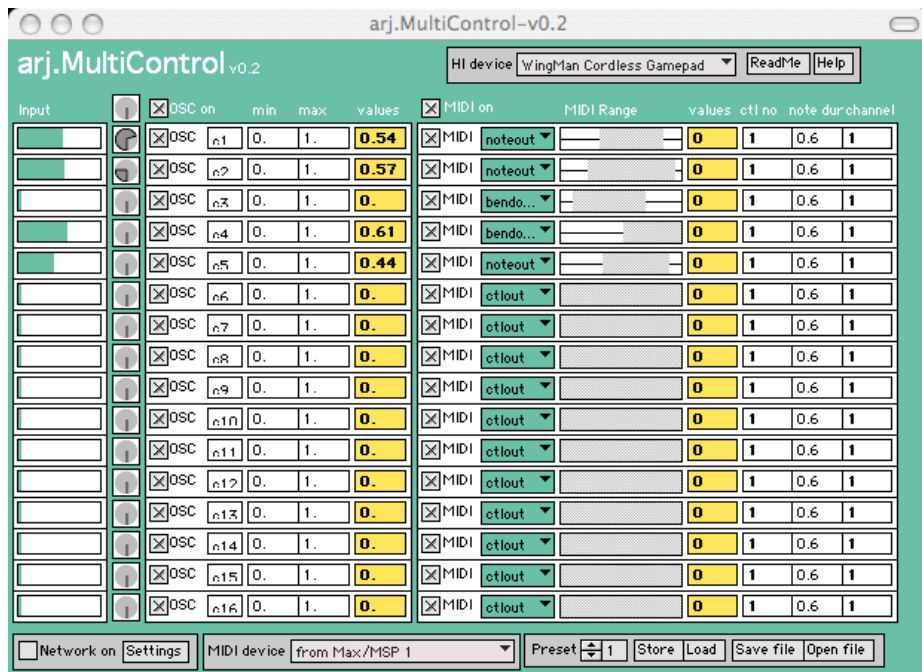 arj.MultiControl-v0.2
arj.MultiControl v0.2
HI device WingMan Cordless Gamepad ReadMe Help
Input OSC on min max values MIDI on MIDI Range values ctl no note dur channel
OSC c1 0. 1. 0.54 MIDI noteout 0 1 0.6 1
OSC c2 0. 1. 0.57 MIDI noteout 0 1 0.6 1
OSC c3 0. 1. 0. MIDI bendo... 0 1 0.6 1
OSC c4 0. 1. 0.61 MIDI bendo... 0 1 0.6 1
OSC c5 0. 1. 0.44 MIDI noteout 0 1 0.6 1
OSC c6 0. 1. 0. MIDI ctlout 0 1 0.6 1
OSC c7 0. 1. 0. MIDI ctlout 0 1 0.6 1
OSC c8 0. 1. 0. MIDI ctlout 0 1 0.6 1
OSC c9 0. 1. 0. MIDI ctlout 0 1 0.6 1
OSC c10 0. 1. 0. MIDI ctlout 0 1 0.6 1
OSC c11 0. 1. 0. MIDI ctlout 0 1 0.6 1
OSC c12 0. 1. 0. MIDI ctlout 0 1 0.6 1
OSC c13 0. 1. 0. MIDI ctlout 0 1 0.6 1
OSC c14 0. 1. 0. MIDI ctlout 0 1 0.6 1
OSC c15 0. 1. 0. MIDI ctlout 0 1 0.6 1
OSC c16 0. 1. 0. MIDI ctlout 0 1 0.6 1
Network on Settings MIDI device from Max/MSP 1 Preset 1 Store Load Save file Open file